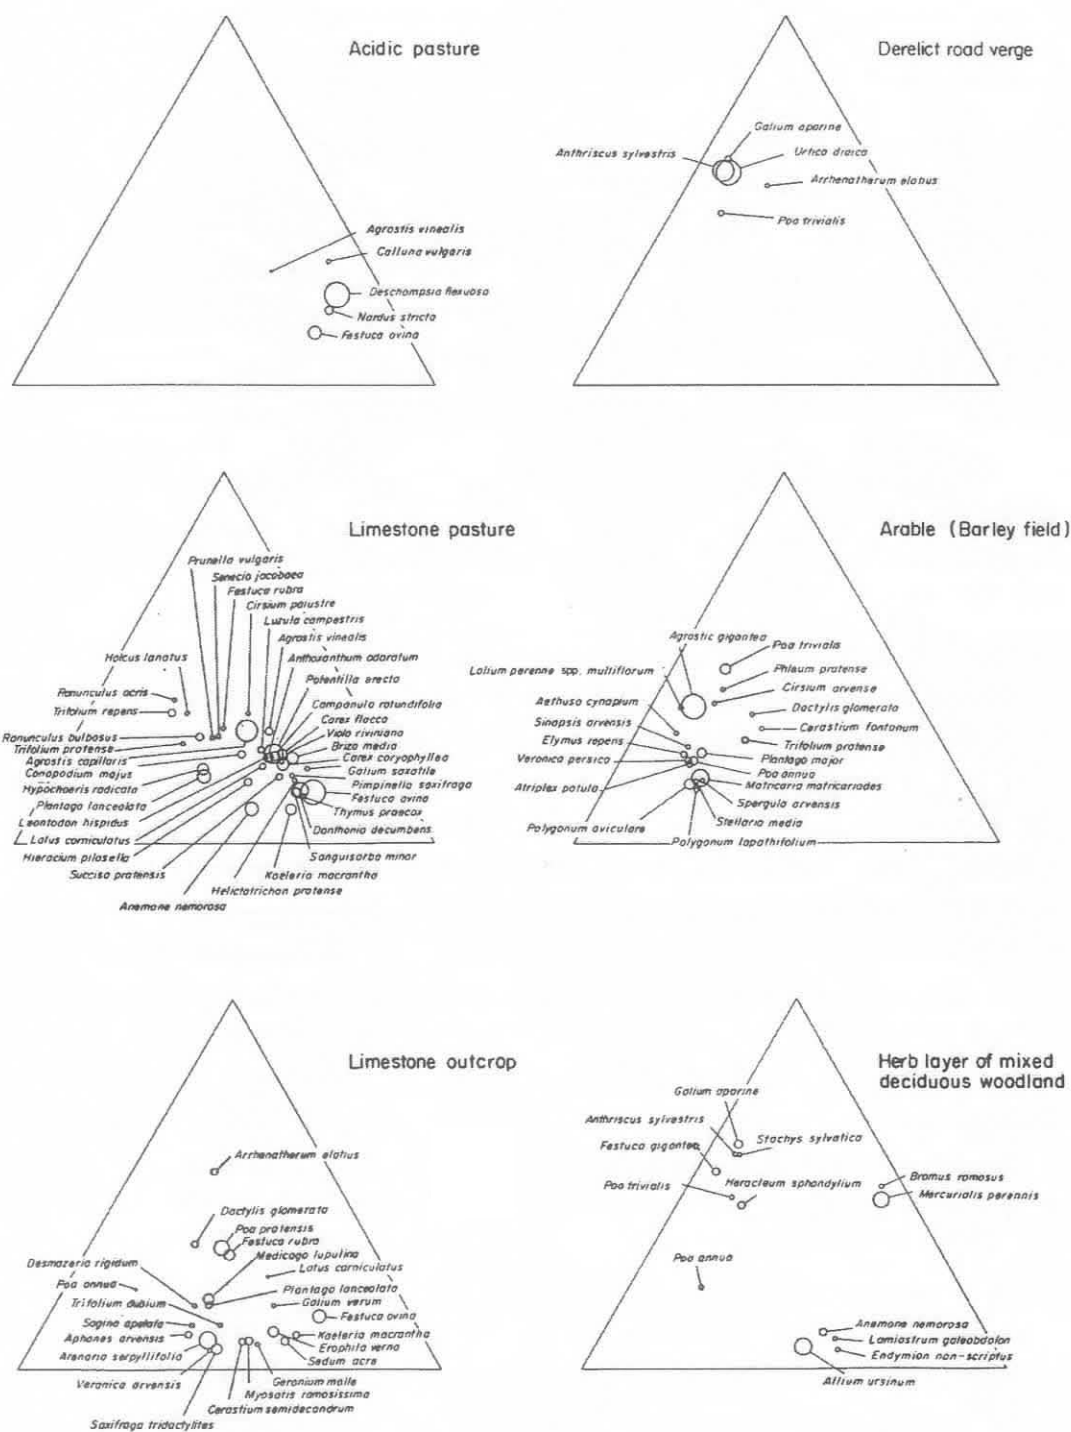 Acidic pasture
Agrostis vinealis
Calluna vulgaris
Deschampsia flexuosa
Nardus stricta
Festuca ovina
Derelict road verge
Galium aparine
Anthriscus sylvestris
Urtica dioica
Arrhenatherum elatius
Poa trivialis
Limestone pasture
Prunella vulgaris
Senecio jacobaea
Festuca rubra
Cirsium palustre
Luzula campestris
Agrostis vinealis
Holcus lanatus
Anthoxanthum odoratum
Potentilla erecta
Ranunculus acris
Trifolium repens
Campanula rotundifolia
Carex flacca
Ranunculus bulbosus
Viola riviniana
Trifolium pratense
Briza media
Agrostis capillaris
Carex caryophyllea
Conopodium majus
Galium saxatile
Hypochoeris radicata
Pimpinella saxifraga
Plantago lanceolata
Festuca ovina
Leontodon hispidus
Thymus praecox
Lotus corniculatus
Danthonia decumbens
Hieracium pilosella
Sanguisorba minor
Succisa pratensis
Koeleria macrantha
Helictotrichon pratense
Anemone nemorosa
Arable (Barley field)
Agrostic gigantea
Poa trivialis
Lolium perenne spp. multiflorum
Phleum pratense
Cirsium arvense
Aethusa cynapium
Dactylis glomerata
Sinapsis arvensis
Cerastium fontanum
Elymus repens
Trifolium pratense
Veronica persica
Plantago major
Poa annua
Atriplex patula
Matricaria matricariodes
Spergula arvensis
Polygonum aviculare
Stellaria media
Polygonum lapathifolium
Limestone outcrop
Arrhenatherum elatius
Dactylis glomerata
Poa pratensis
Festuca rubra
Desmazeria rigidum
Medicago lupulina
Lotus corniculatus
Poa annua
Plantago lanceolata
Trifolium dubium
Galium verum
Sagina apetala
Festuca ovina
Aphanes arvensis
Koeleria macrantha
Arenaria serpyllifolia
Erophila verna
Sedum acre
Veronica arvensis
Geranium molle
Myosotis ramosissima
Cerastium semidecandrum
Saxifraga tridactylites
Herb layer of mixed
deciduous woodland
Galium aparine
Anthriscus sylvestris
Stachys sylvatica
Festuca gigantea
Poa trivialis
Heracleum sphondylium
Bromus ramosus
Mercurialis perennis
Poa annua
Anemone nemorosa
Lamiastrum galeobdolon
Endymion non-scriptus
Allium ursinum